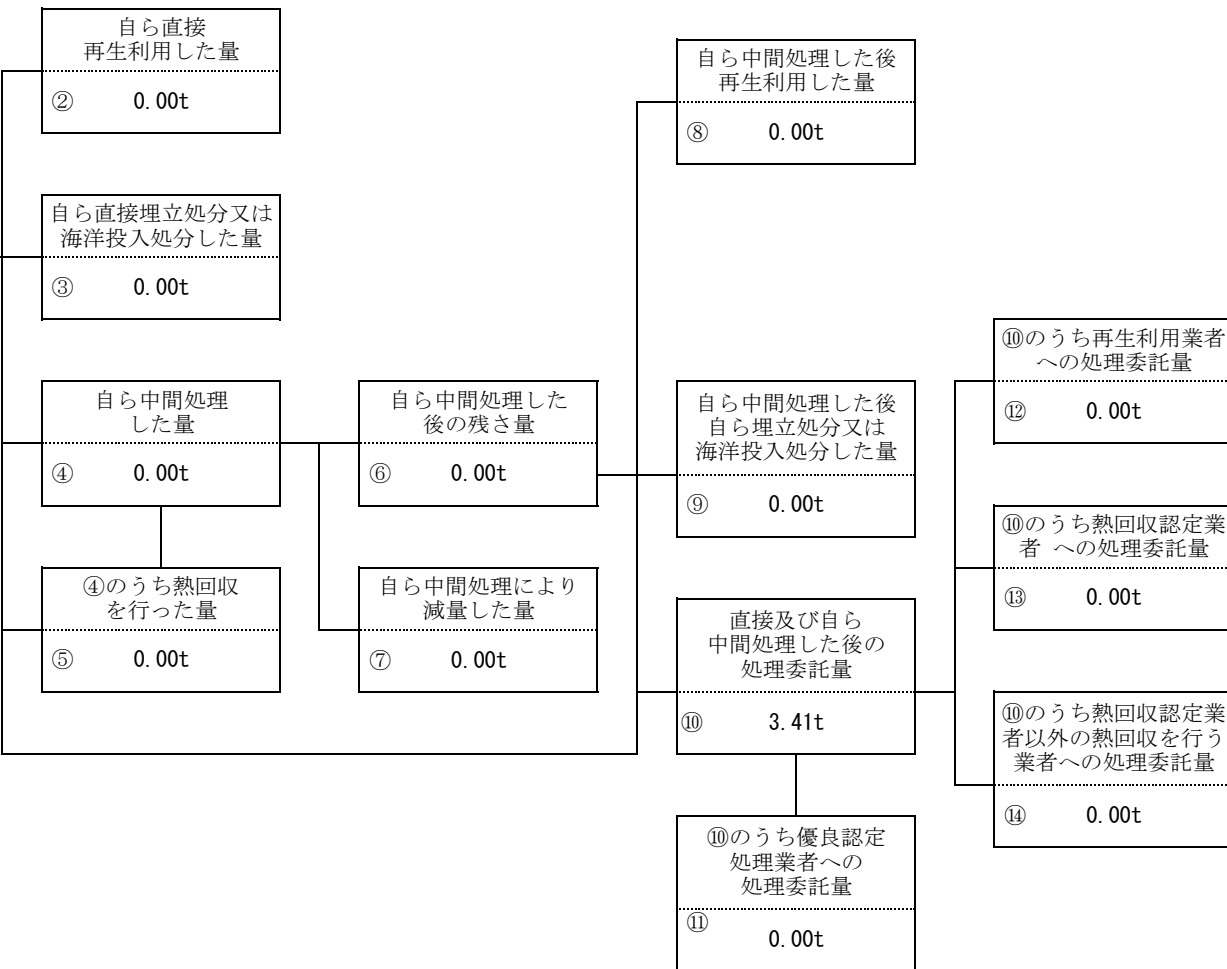 自ら直接
再生利用した量
② 0.00t
自ら直接埋立処分又は
海洋投入処分した量
③ 0.00t
自ら中間処理
した量
④ 0.00t
④のうち熱回収
を行った量
⑤ 0.00t
自ら中間処理した
後の残さ量
⑥ 0.00t
自ら中間処理により
減量した量
⑦ 0.00t
自ら中間処理した後
再生利用した量
⑧ 0.00t
自ら中間処理した後
自ら埋立処分又は
海洋投入処分した量
⑨ 0.00t
直接及び自ら
中間処理した後の
処理委託量
⑩ 3.41t
⑩のうち優良認定
処理業者への
処理委託量
⑪ 0.00t
⑩のうち再生利用業者
への処理委託量
⑫ 0.00t
⑩のうち熱回収認定業
者 への処理委託量
⑬ 0.00t
⑩のうち熱回収認定業
者以外の熱回収を行う
業者への処理委託量
⑭ 0.00t